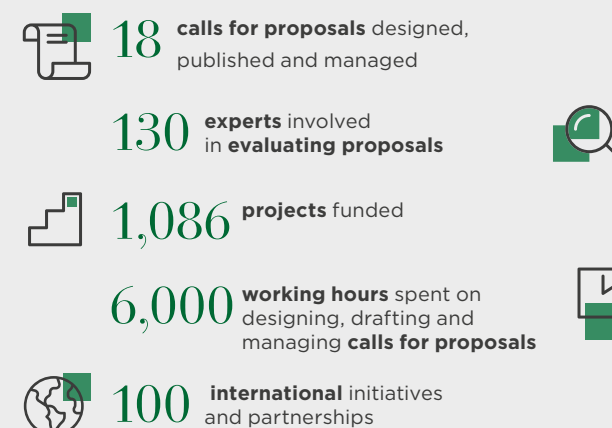 18 calls for proposals designed,
published and managed
130 experts involved
in evaluating proposals
1,086 projects funded
6,000 working hours spent on
designing, drafting and
managing calls for proposals
100 international initiatives
and partnerships